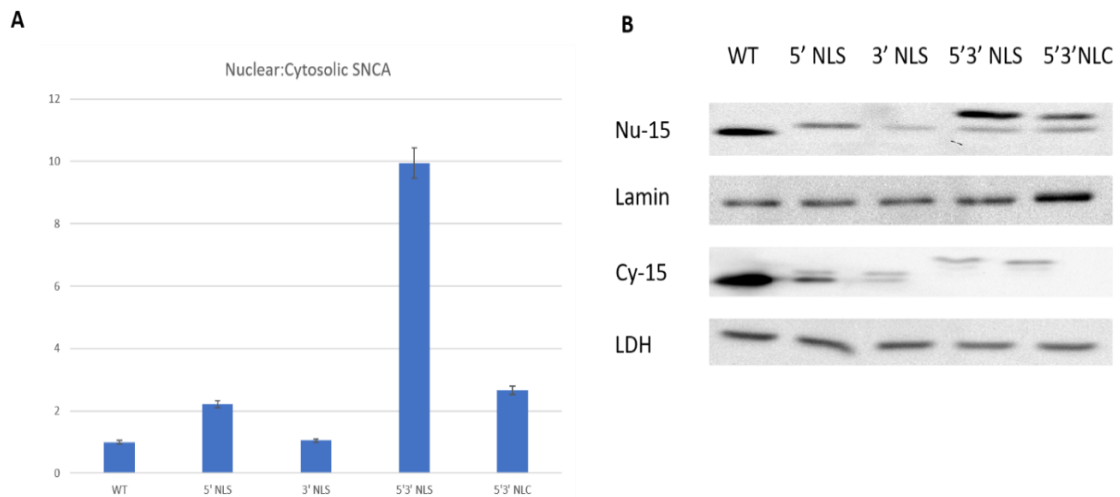 A
Nuclear:Cytosolic SNCA
12
10
8
6
4
2
0
WT 5' NLS 3' NLS 5'3' NLS 5'3' NLC
B
WT 5’ NLS 3’ NLS 5’3’ NLS 5’3’NLC
Nu-15
Lamin
Cy-15
LDH